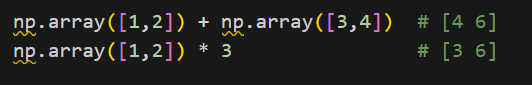 np.array([1,2]) + np.array([3,4])  # [4 6]
np.array([1,2]) * 3                # [3 6]